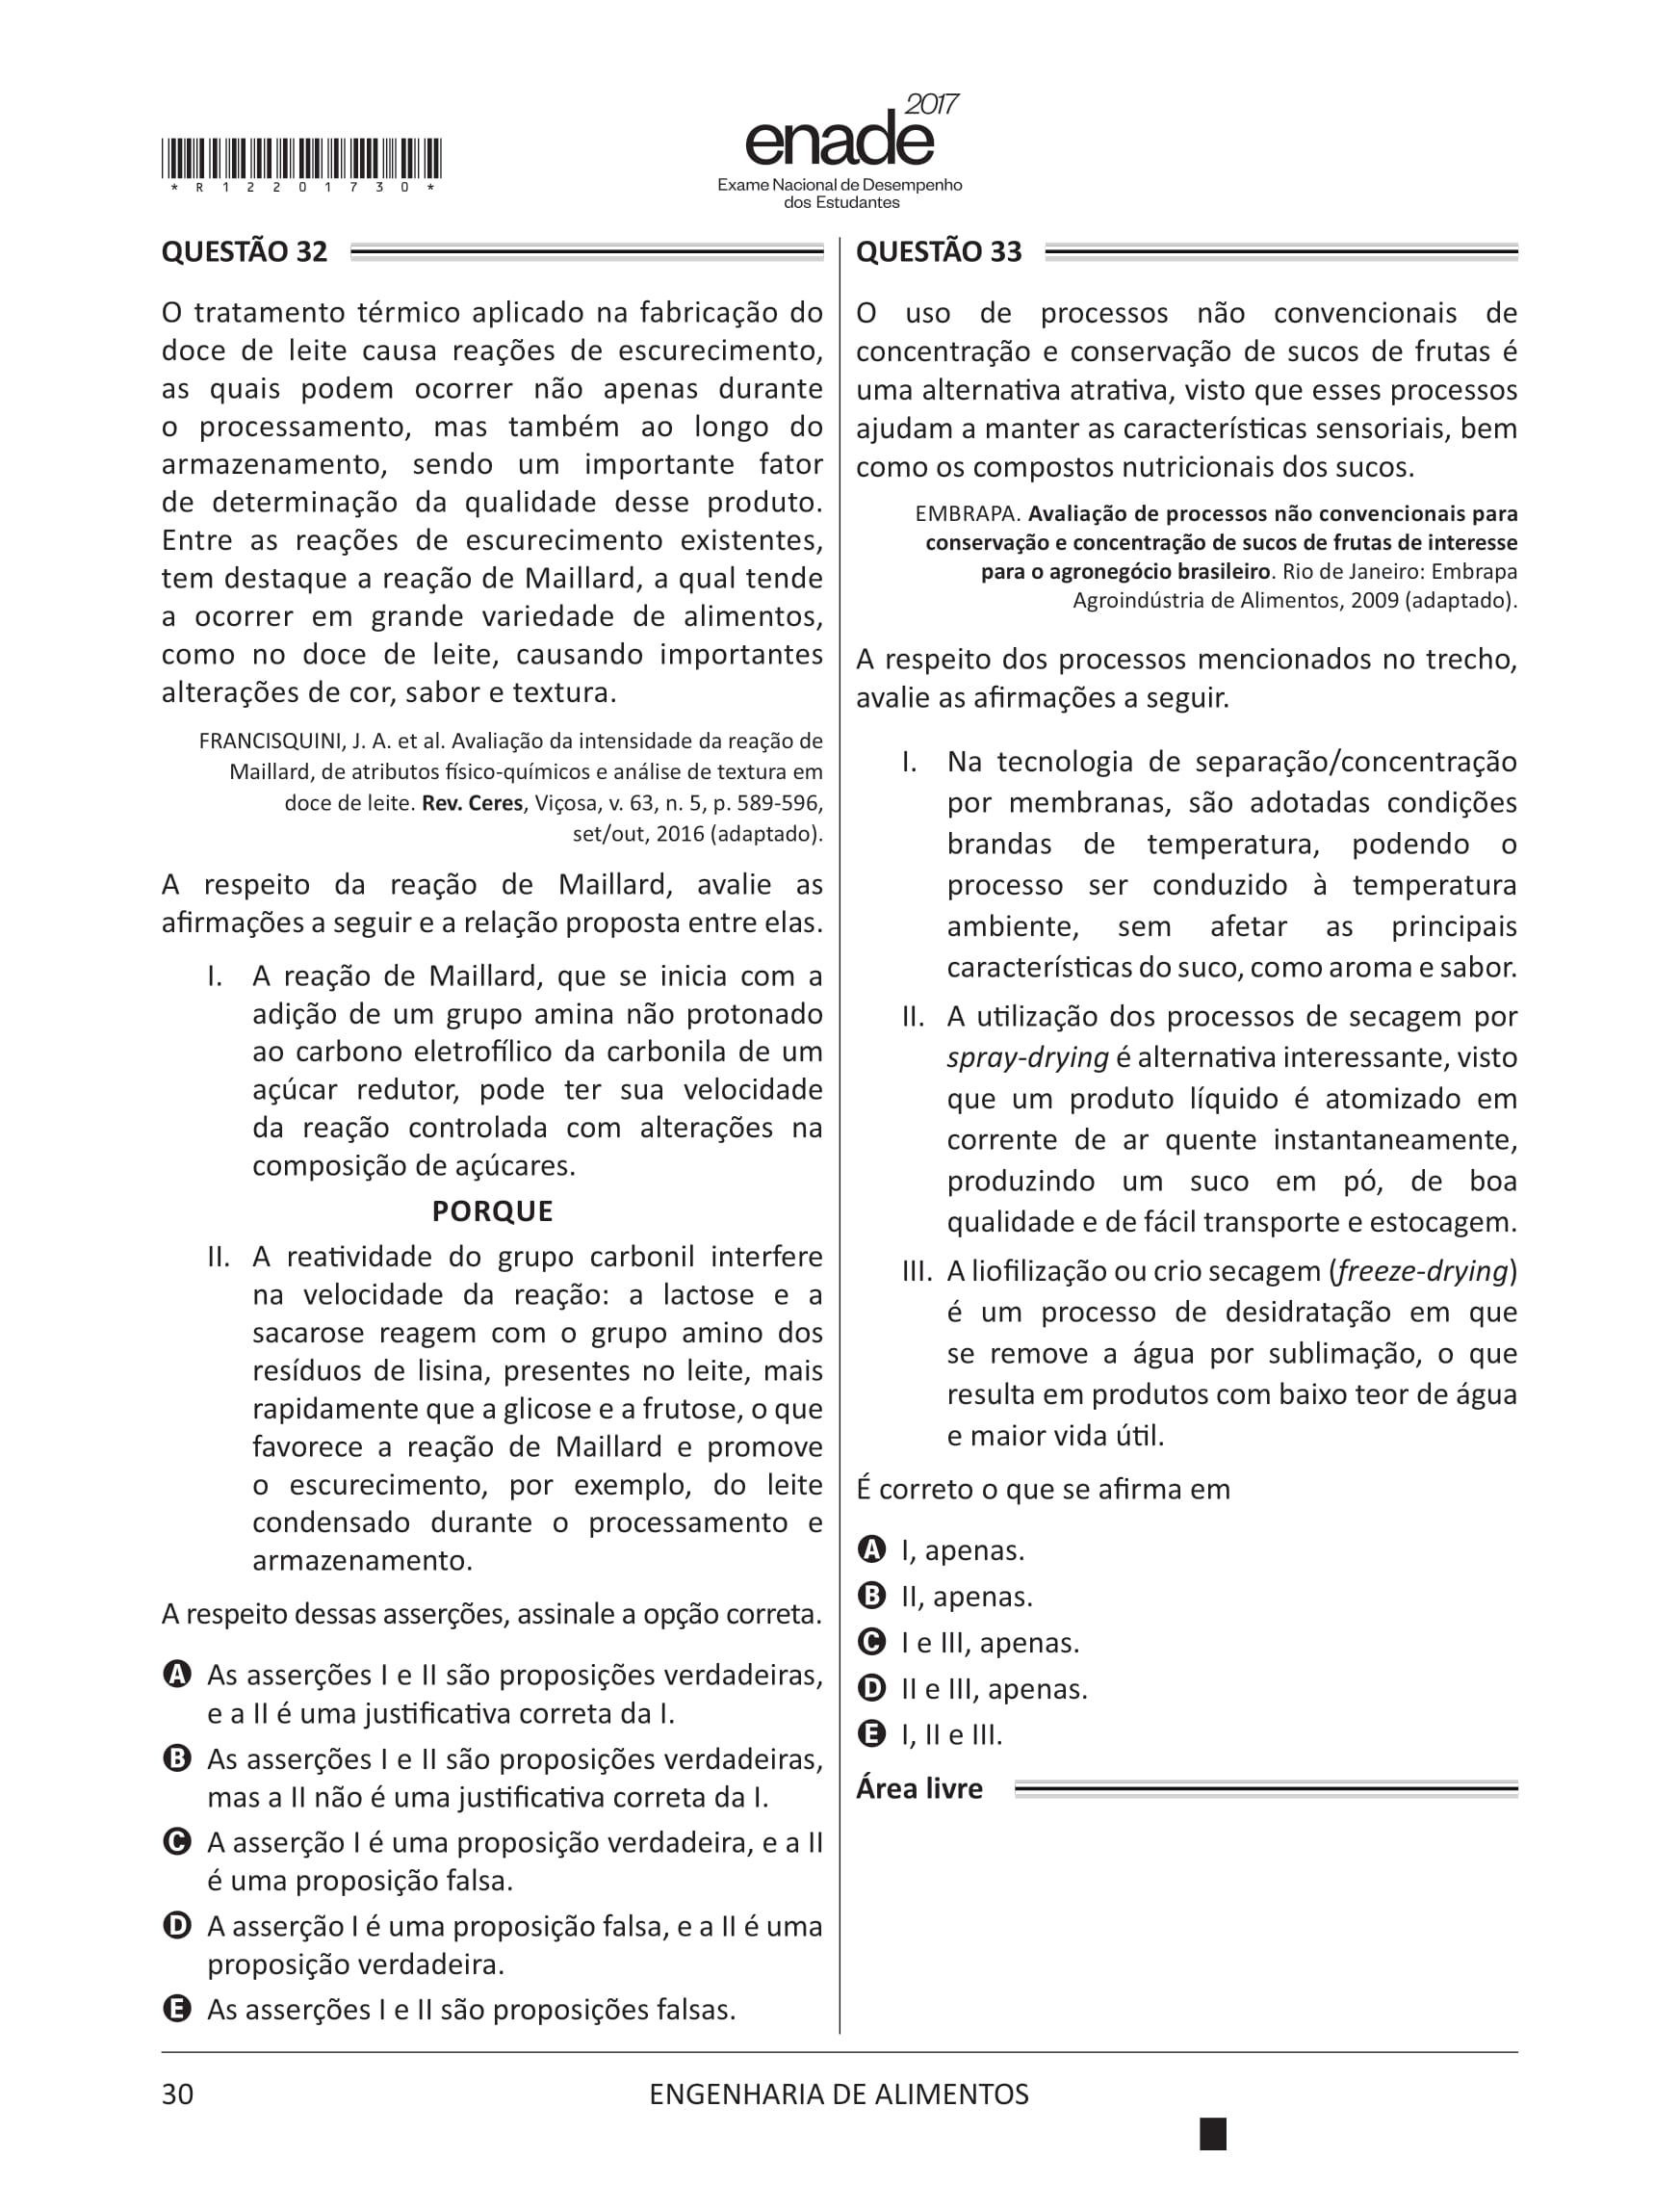 2017
enade
Exame Nacional de Desempenho
dos Estudantes
* R 1 2 2 0 1 7 3 0 *
QUESTÃO 32
O tratamento térmico aplicado na fabricação do
doce de leite causa reações de escurecimento,
as quais podem ocorrer não apenas durante
o processamento, mas também ao longo do
armazenamento, sendo um importante fator
de determinação da qualidade desse produto.
Entre as reações de escurecimento existentes,
tem destaque a reação de Maillard, a qual tende
a ocorrer em grande variedade de alimentos,
como no doce de leite, causando importantes
alterações de cor, sabor e textura.
FRANCISQUINI, J. A. et al. Avaliação da intensidade da reação de
Maillard, de atributos físico-químicos e análise de textura em
doce de leite. Rev. Ceres, Viçosa, v. 63, n. 5, p. 589-596,
set/out, 2016 (adaptado).
A respeito da reação de Maillard, avalie as
afirmações a seguir e a relação proposta entre elas.
I. A reação de Maillard, que se inicia com a
adição de um grupo amina não protonado
ao carbono eletrofílico da carbonila de um
açúcar redutor, pode ter sua velocidade
da reação controlada com alterações na
composição de açúcares.
PORQUE
II. A reatividade do grupo carbonil interfere
na velocidade da reação: a lactose e a
sacarose reagem com o grupo amino dos
resíduos de lisina, presentes no leite, mais
rapidamente que a glicose e a frutose, o que
favorece a reação de Maillard e promove
o escurecimento, por exemplo, do leite
condensado durante o processamento e
armazenamento.
A respeito dessas asserções, assinale a opção correta.
A As asserções I e II são proposições verdadeiras,
e a II é uma justificativa correta da I.
B As asserções I e II são proposições verdadeiras,
mas a II não é uma justificativa correta da I.
C A asserção I é uma proposição verdadeira, e a II
é uma proposição falsa.
D A asserção I é uma proposição falsa, e a II é uma
proposição verdadeira.
E As asserções I e II são proposições falsas.
QUESTÃO 33
O uso de processos não convencionais de
concentração e conservação de sucos de frutas é
uma alternativa atrativa, visto que esses processos
ajudam a manter as características sensoriais, bem
como os compostos nutricionais dos sucos.
EMBRAPA. Avaliação de processos não convencionais para
conservação e concentração de sucos de frutas de interesse
para o agronegócio brasileiro. Rio de Janeiro: Embrapa
Agroindústria de Alimentos, 2009 (adaptado).
A respeito dos processos mencionados no trecho,
avalie as afirmações a seguir.
I. Na tecnologia de separação/concentração
por membranas, são adotadas condições
brandas de temperatura, podendo o
processo ser conduzido à temperatura
ambiente, sem afetar as principais
características do suco, como aroma e sabor.
II. A utilização dos processos de secagem por
spray-drying é alternativa interessante, visto
que um produto líquido é atomizado em
corrente de ar quente instantaneamente,
produzindo um suco em pó, de boa
qualidade e de fácil transporte e estocagem.
III. A liofilização ou crio secagem (freeze-drying)
é um processo de desidratação em que
se remove a água por sublimação, o que
resulta em produtos com baixo teor de água
e maior vida útil.
É correto o que se afirma em
A I, apenas.
B II, apenas.
C I e III, apenas.
D II e III, apenas.
E I, II e III.
Área livre
30
ENGENHARIA DE ALIMENTOS